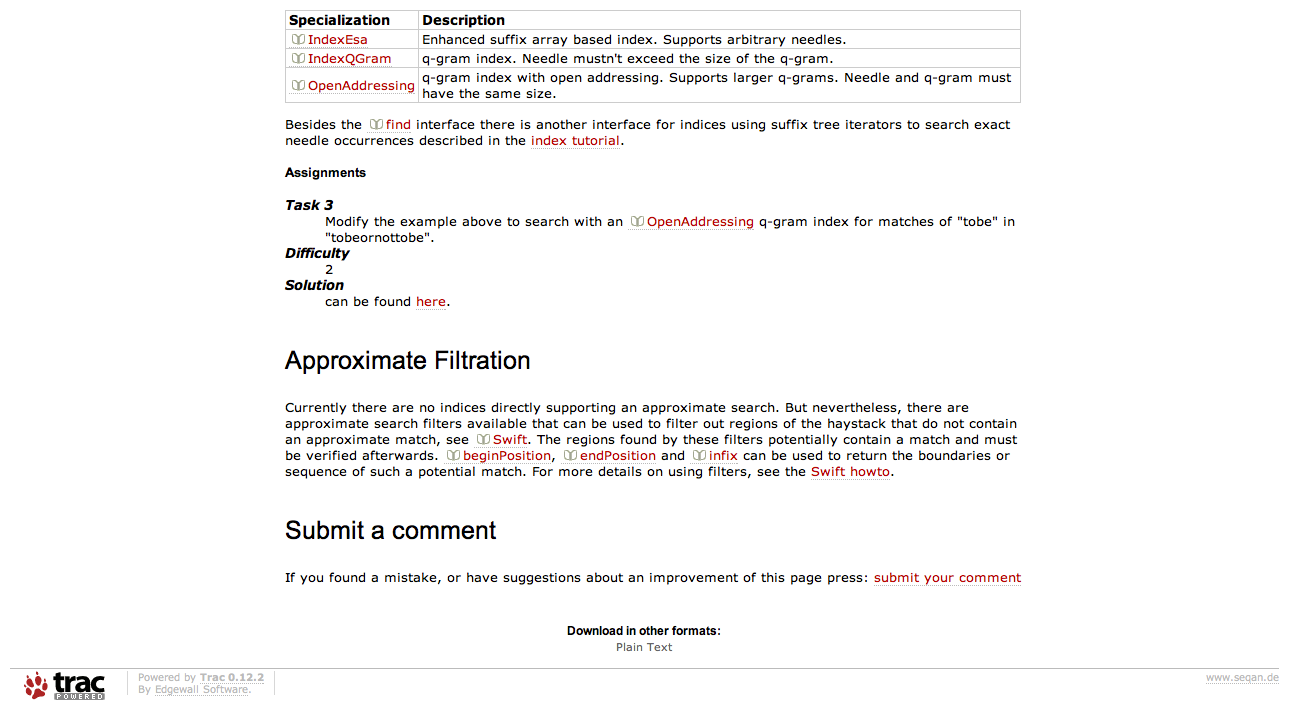 Specialization Description
IndexEsa Enhanced suffix array based index. Supports arbitrary needles.
IndexQGram q-gram index. Needle mustn't exceed the size of the q-gram.
OpenAddressing q-gram index with open addressing. Supports larger q-grams. Needle and q-gram must
have the same size.
Besides the find interface there is another interface for indices using suffix tree iterators to search exact
needle occurrences described in the index tutorial.
Assignments
Task 3
Modify the example above to search with an OpenAddressing q-gram index for matches of "tobe" in
"tobeornottobe".
Difficulty
2
Solution
can be found here.
Approximate Filtration
Currently there are no indices directly supporting an approximate search. But nevertheless, there are
approximate search filters available that can be used to filter out regions of the haystack that do not contain
an approximate match, see Swift. The regions found by these filters potentially contain a match and must
be verified afterwards. beginPosition, endPosition and infix can be used to return the boundaries or
sequence of such a potential match. For more details on using filters, see the Swift howto.
Submit a comment
If you found a mistake, or have suggestions about an improvement of this page press: submit your comment
Download in other formats:
Plain Text
trac POWERED
Powered by Trac 0.12.2
By Edgewall Software.
www.seqan.de